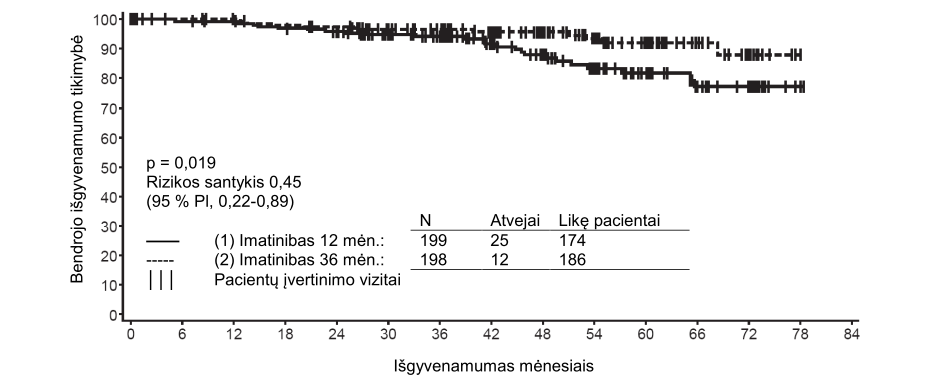 Bendrojo išgyvenamumo tikimybė
100
90
80
70
60
50
40
30
20
10
0
p = 0,019
Rizikos santykis 0,45
(95 % PI, 0,22-0,89)
N Atvejai Likę pacientai
(1) Imatinibas 12 mėn.: 199 25 174
(2) Imatinibas 36 mėn.: 198 12 186
Pacientų įvertinimo vizitai
0 6 12 18 24 30 36 42 48 54 60 66 72 78 84
Išgyvenamumas mėnesiais